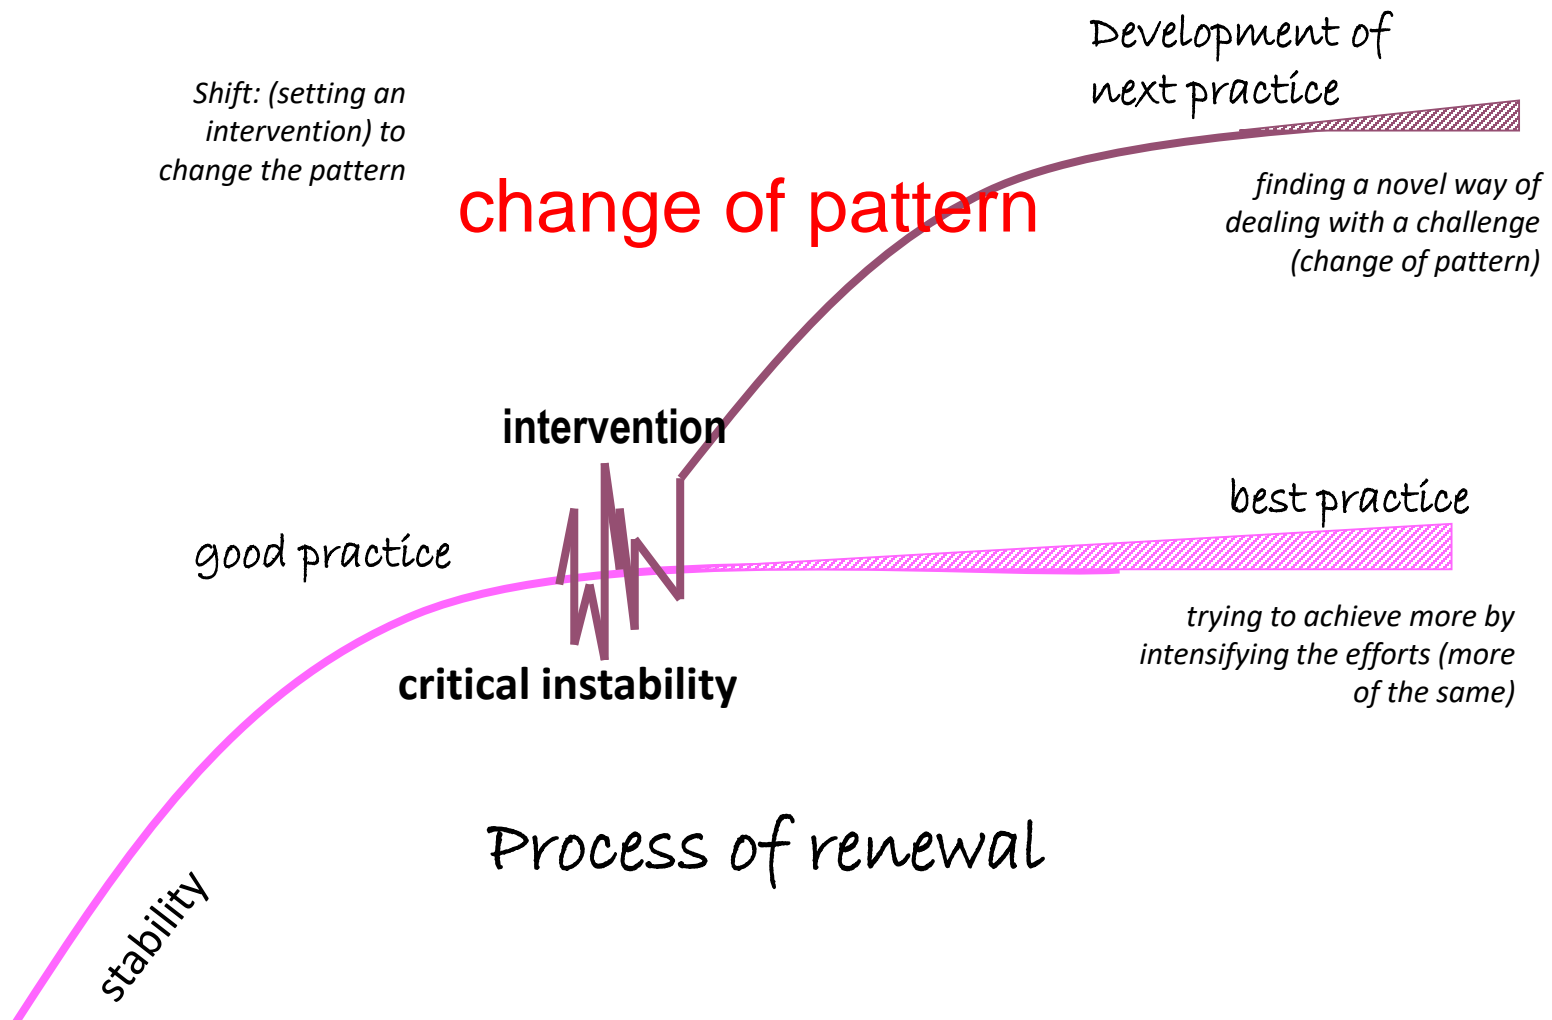 Development of
next practice
Shift: (setting an
intervention) to
change the pattern
change of pattern
finding a novel way of
dealing with a challenge
(change of pattern)
intervention
best practice
good practice
trying to achieve more by
intensifying the efforts (more
of the same)
critical instability
Process of renewal
stability